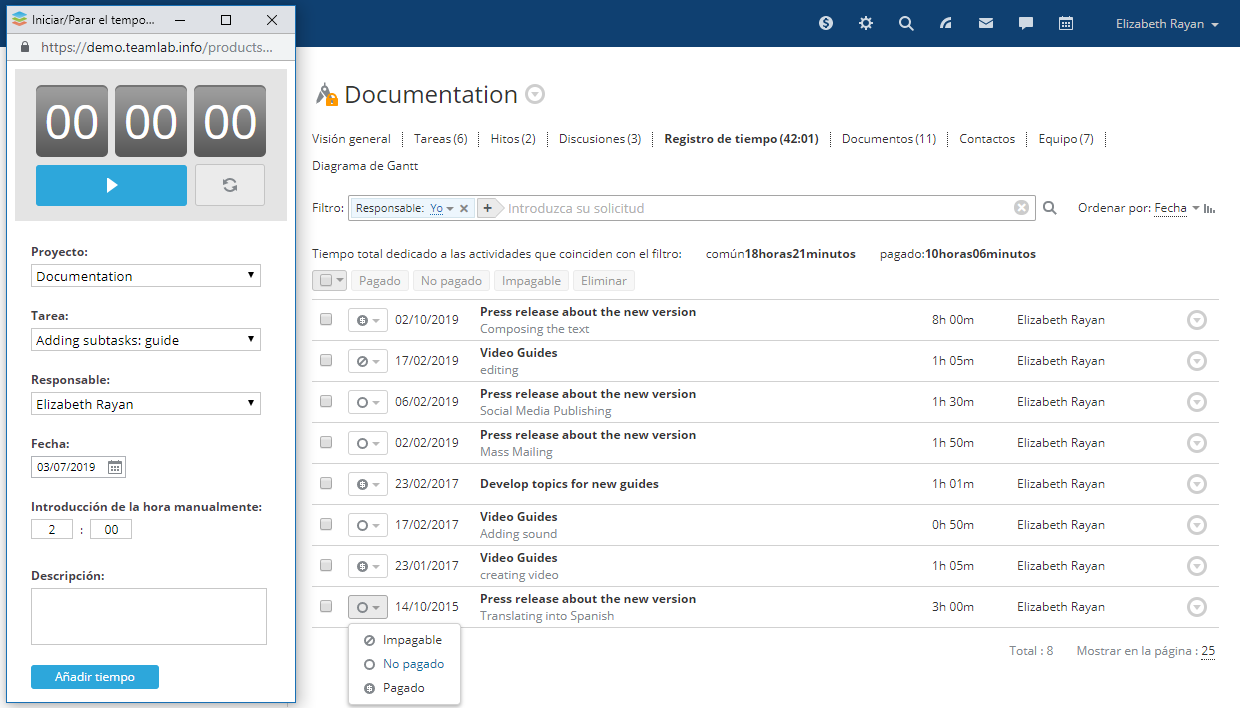 Iniciar/Parar el tempo...
https://demo.teamlab.info/products...
00 00 00
Proyecto:
Documentation
Tarea:
Adding subtasks: guide
Responsable:
Elizabeth Rayan
Fecha:
03/07/2019
Introducción de la hora manualmente:
2 : 00
Descripción:
Añadir tiempo
Elizabeth Rayan
Documentation
Visión general Tareas (6) Hitos (2) Discusiones (3) Registro de tiempo (42:01) Documentos (11) Contactos Equipo (7)
Diagrama de Gantt
Filtro: Responsable: Yo + Introduzca su solicitud Ordenar por: Fecha
Tiempo total dedicado a las actividades que coinciden con el filtro: común18horas21minutos pagado:10horas06minutos
Pagado No pagado Impagable Eliminar
02/10/2019 Press release about the new version 8h 00m Elizabeth Rayan
Composing the text
17/02/2019 Video Guides 1h 05m Elizabeth Rayan
editing
06/02/2019 Press release about the new version 1h 30m Elizabeth Rayan
Social Media Publishing
02/02/2019 Press release about the new version 1h 50m Elizabeth Rayan
Mass Mailing
23/02/2017 Develop topics for new guides 1h 01m Elizabeth Rayan
17/02/2017 Video Guides 0h 50m Elizabeth Rayan
Adding sound
23/01/2017 Video Guides 1h 05m Elizabeth Rayan
creating video
14/10/2015 Press release about the new version 3h 00m Elizabeth Rayan
Translating into Spanish
Impagable
No pagado
Pagado
Total : 8 Mostrar en la página : 25